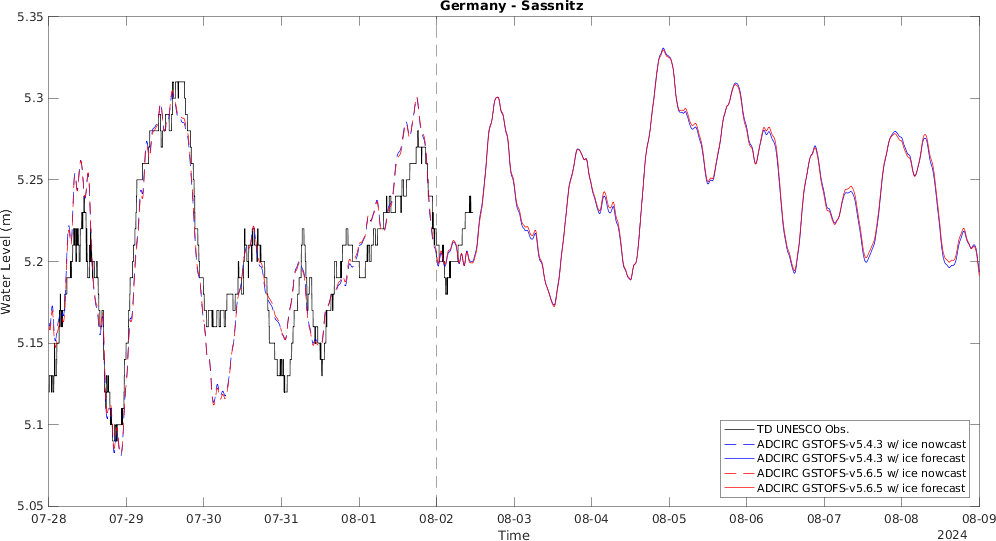 Germany - Sassnitz
5.35
5.3
5.25
5.2
5.15
5.1
5.05
Water Level (m)
07-28 07-29 07-30 07-31 08-01 08-02 08-03 08-04 08-05 08-06 08-07 08-08 08-09
Time
2024
TD UNESCO Obs.
ADCIRC GSTOFS-v5.4.3 w/ ice nowcast
ADCIRC GSTOFS-v5.4.3 w/ ice forecast
ADCIRC GSTOFS-v5.6.5 w/ ice nowcast
ADCIRC GSTOFS-v5.6.5 w/ ice forecast